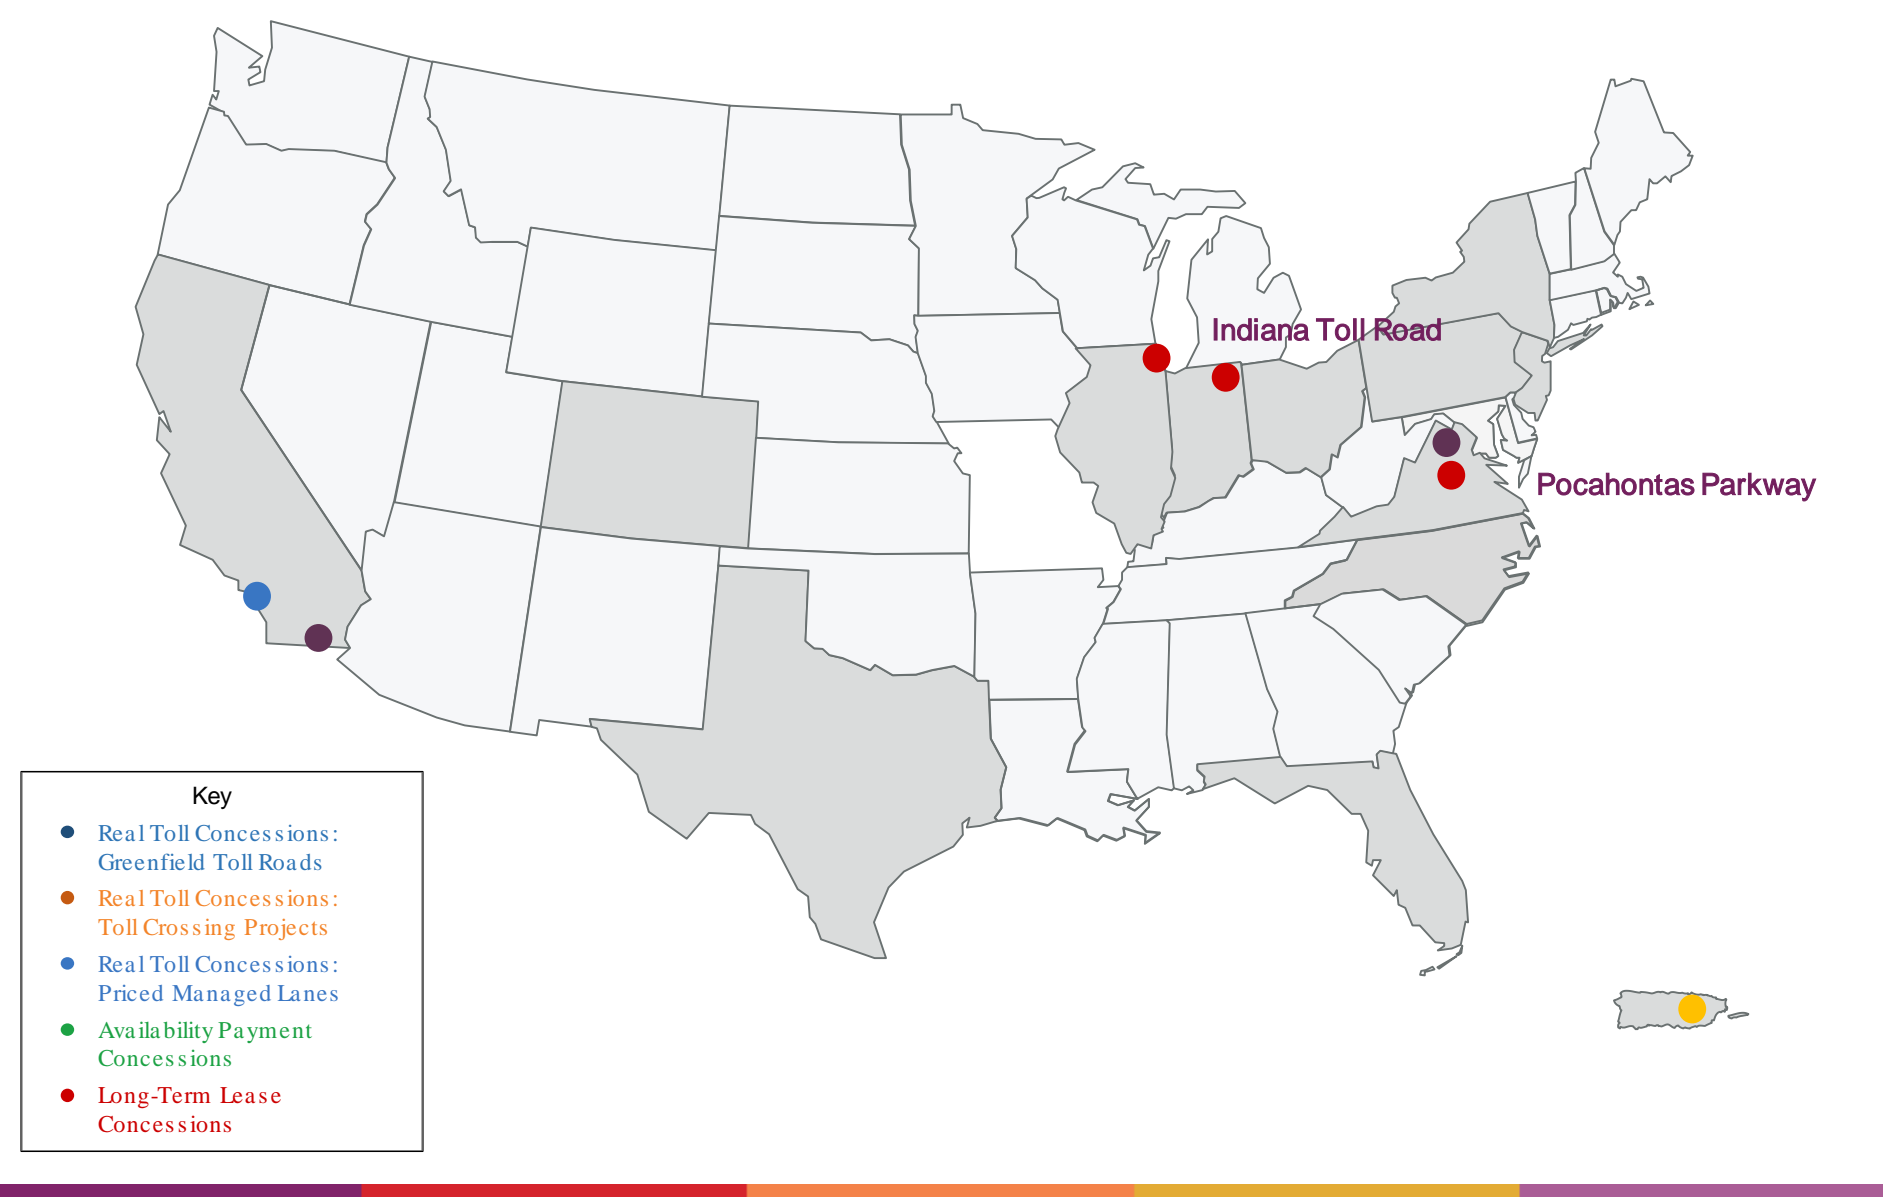 Indiana Toll Road
Pocahontas Parkway
Key
Real Toll Concessions:
Greenfield Toll Roads
Real Toll Concessions:
Toll Crossing Projects
Real Toll Concessions:
Priced Managed Lanes
Availability Payment
Concessions
Long-Term Lease
Concessions